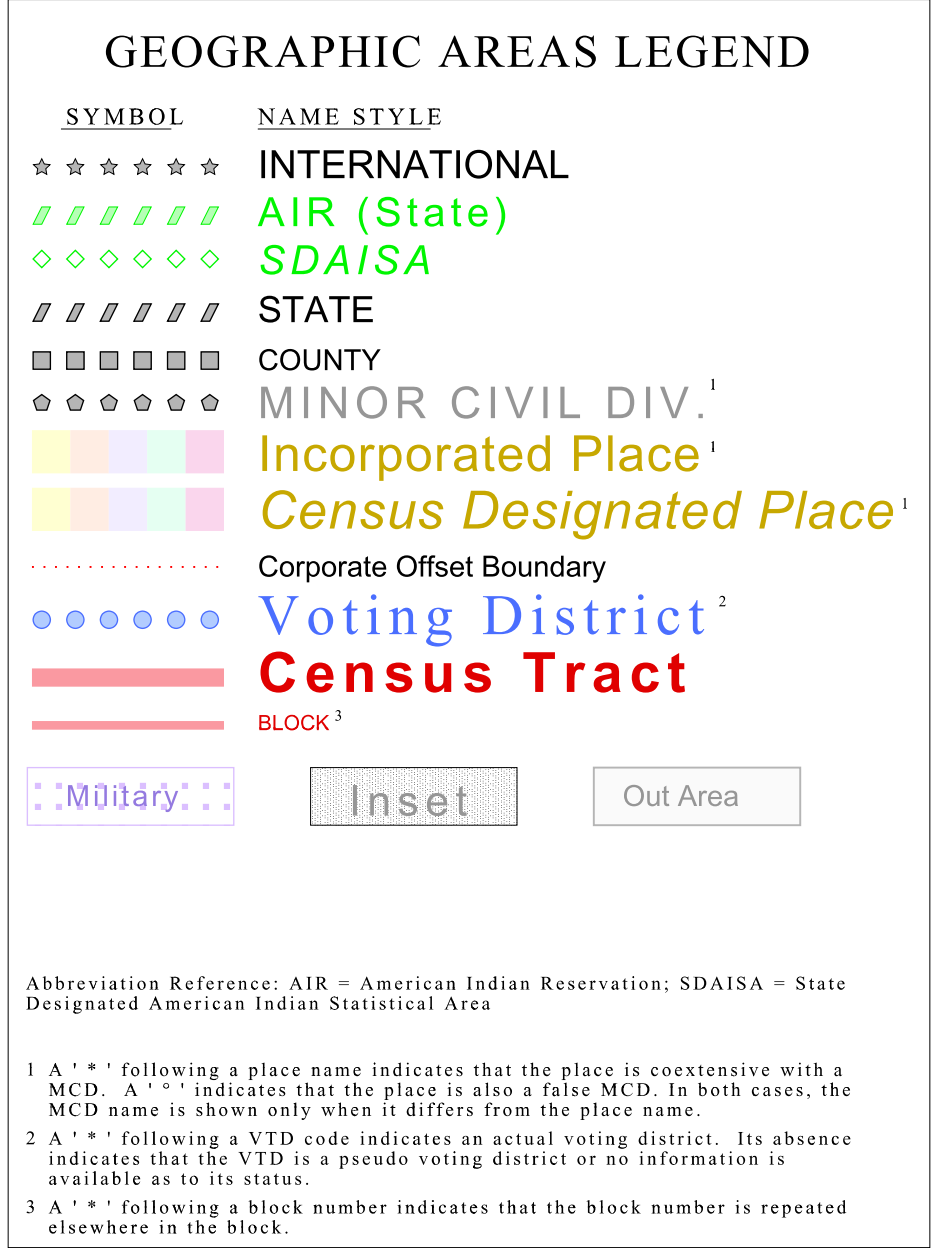 GEOGRAPHIC AREAS LEGEND
SYMBOL NAME STYLE
INTERNATIONAL
AIR (State)
SDAISA
STATE
COUNTY
MINOR CIVIL DIV. 1
Incorporated Place 1
Census Designated Place 1
Corporate Offset Boundary
Voting District 2
Census Tract
BLOCK 3
Military Inset Out Area
Abbreviation Reference: AIR = American Indian Reservation; SDAISA = State
Designated American Indian Statistical Area
1 A ' * ' following a place name indicates that the place is coextensive with a
MCD. A ' ° ' indicates that the place is also a false MCD. In both cases, the
MCD name is shown only when it differs from the place name.
2 A ' * ' following a VTD code indicates an actual voting district. Its absence
indicates that the VTD is a pseudo voting district or no information is
available as to its status.
3 A ' * ' following a block number indicates that the block number is repeated
elsewhere in the block.